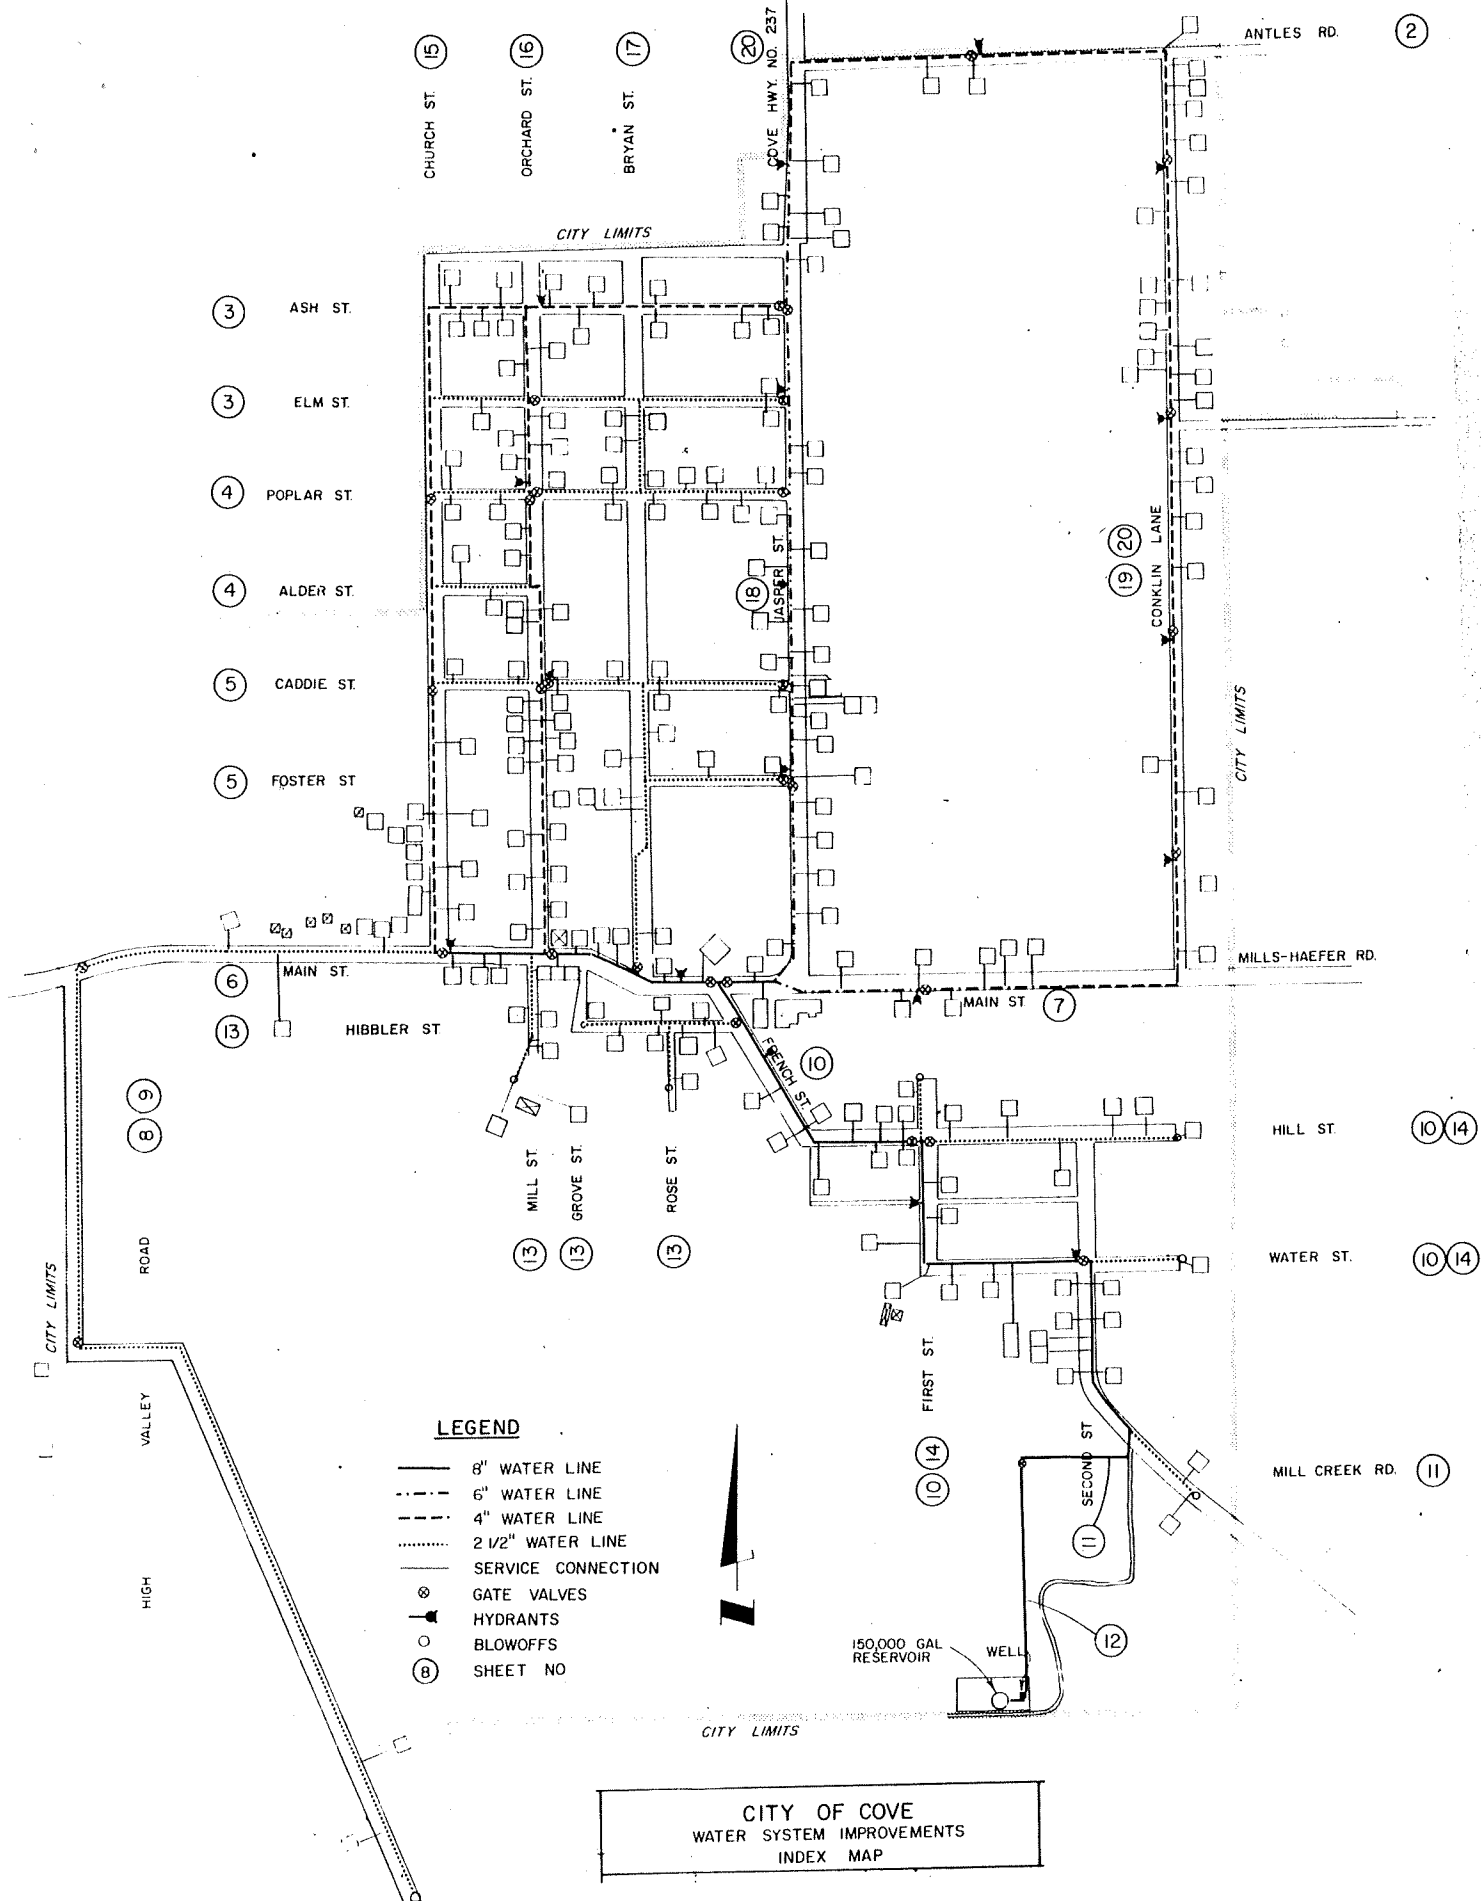 ANTLES RD. 2
15
CHURCH ST.
16
ORCHARD ST.
17
BRYAN ST.
20
COVE HWY. NO. 237
CITY LIMITS
3 ASH ST.
3 ELM ST.
4 POPLAR ST.
4 ALDER ST.
5 CADDIE ST.
5 FOSTER ST
18
JASPER ST.
19 20
CONKLIN LANE
CITY LIMITS
MILLS-HAEFER RD.
6 MAIN ST.
MAIN ST. 7
13 HIBBLER ST
FRENCH ST.
10
8 9
HILL ST. 10 14
MILL ST.
13
GROVE ST.
13
ROSE ST.
13
WATER ST. 10 14
CITY LIMITS
HIGH VALLEY ROAD
FIRST ST.
10 14
SECOND ST
11
MILL CREEK RD. 11
12
LEGEND
8" WATER LINE
6" WATER LINE
4" WATER LINE
2 1/2" WATER LINE
SERVICE CONNECTION
GATE VALVES
HYDRANTS
BLOWOFFS
8 SHEET NO
150,000 GAL
RESERVOIR
WELL
CITY LIMITS
CITY OF COVE
WATER SYSTEM IMPROVEMENTS
INDEX MAP